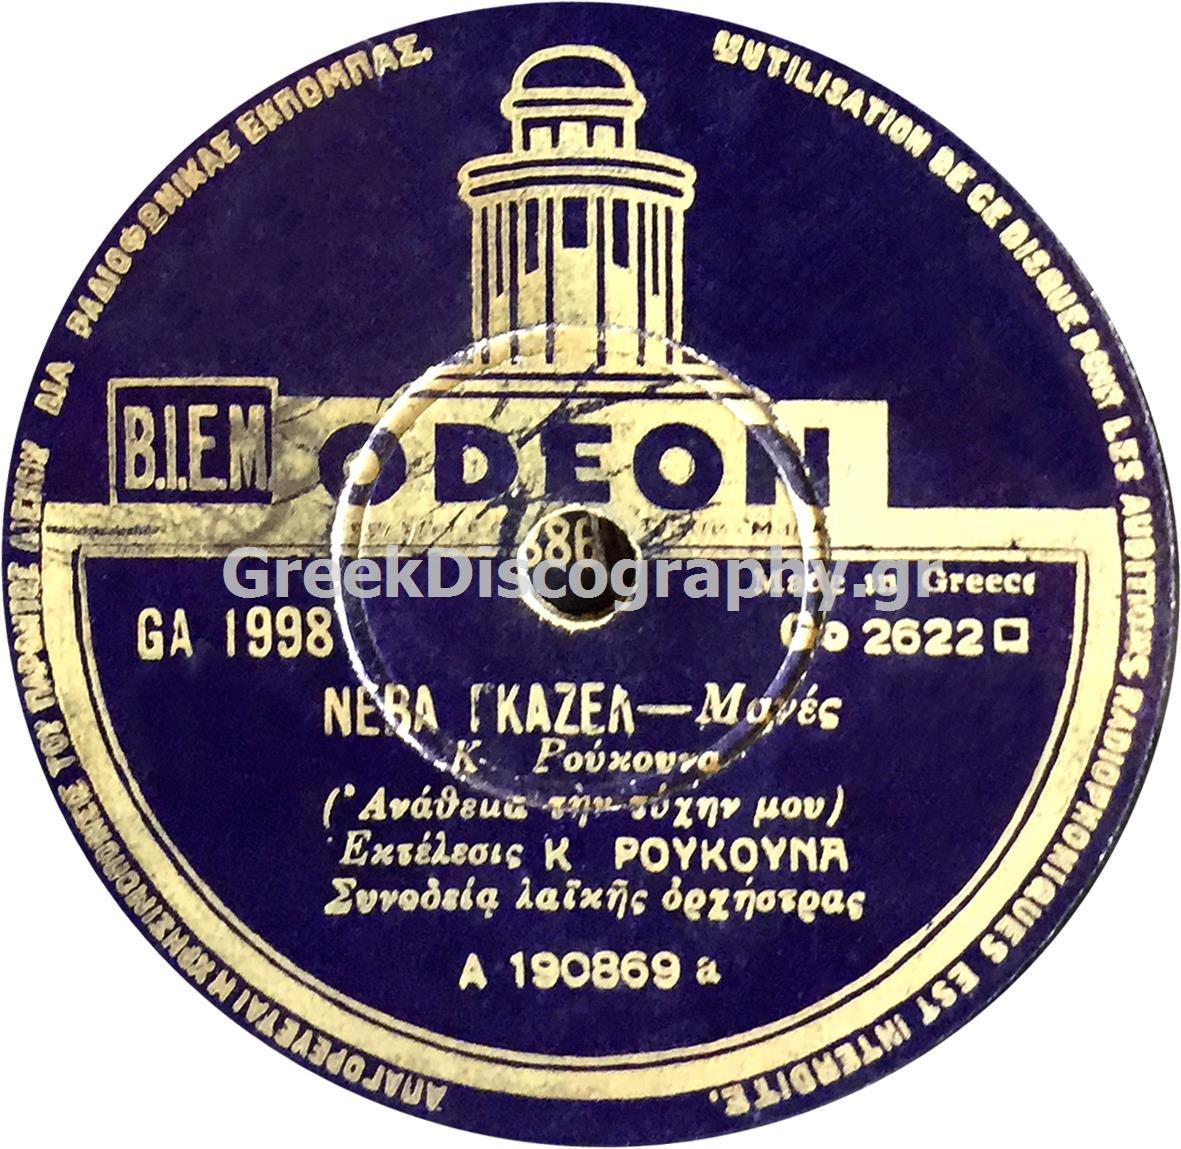 ΑΠΑΓΟΡΕΥΕΤΑΙ Η ΧΡΗΣΙΜΟΠΟΙΗΣΙΣ ΤΟΥ ΠΑΡΟΝΤΟΣ ΔΙΣΚΟΥ ΔΙΑ ΡΑΔΙΟΦΩΝΙΚΑΣ ΕΚΠΟΜΠΑΣ.
L'UTILISATION DE CE DISQUE POUR LES AUDITIONS RADIOPHONIQUES EST INTERDITE.
B.I.E.M
ODEON
GreekDiscography.gr
Made in Greece
GA 1998
Go 2622
ΝΕΒΑ ΓΚΑΖΕΛ — Μανές
Κ. Ρούκουνα
(Ἀνάθεμα τὴν τύχην μου)
Ἐκτέλεσις Κ ΡΟΥΚΟΥΝΑ
Συνοδείᾳ λαϊκῆς ὀρχήστρας
A 190869 a